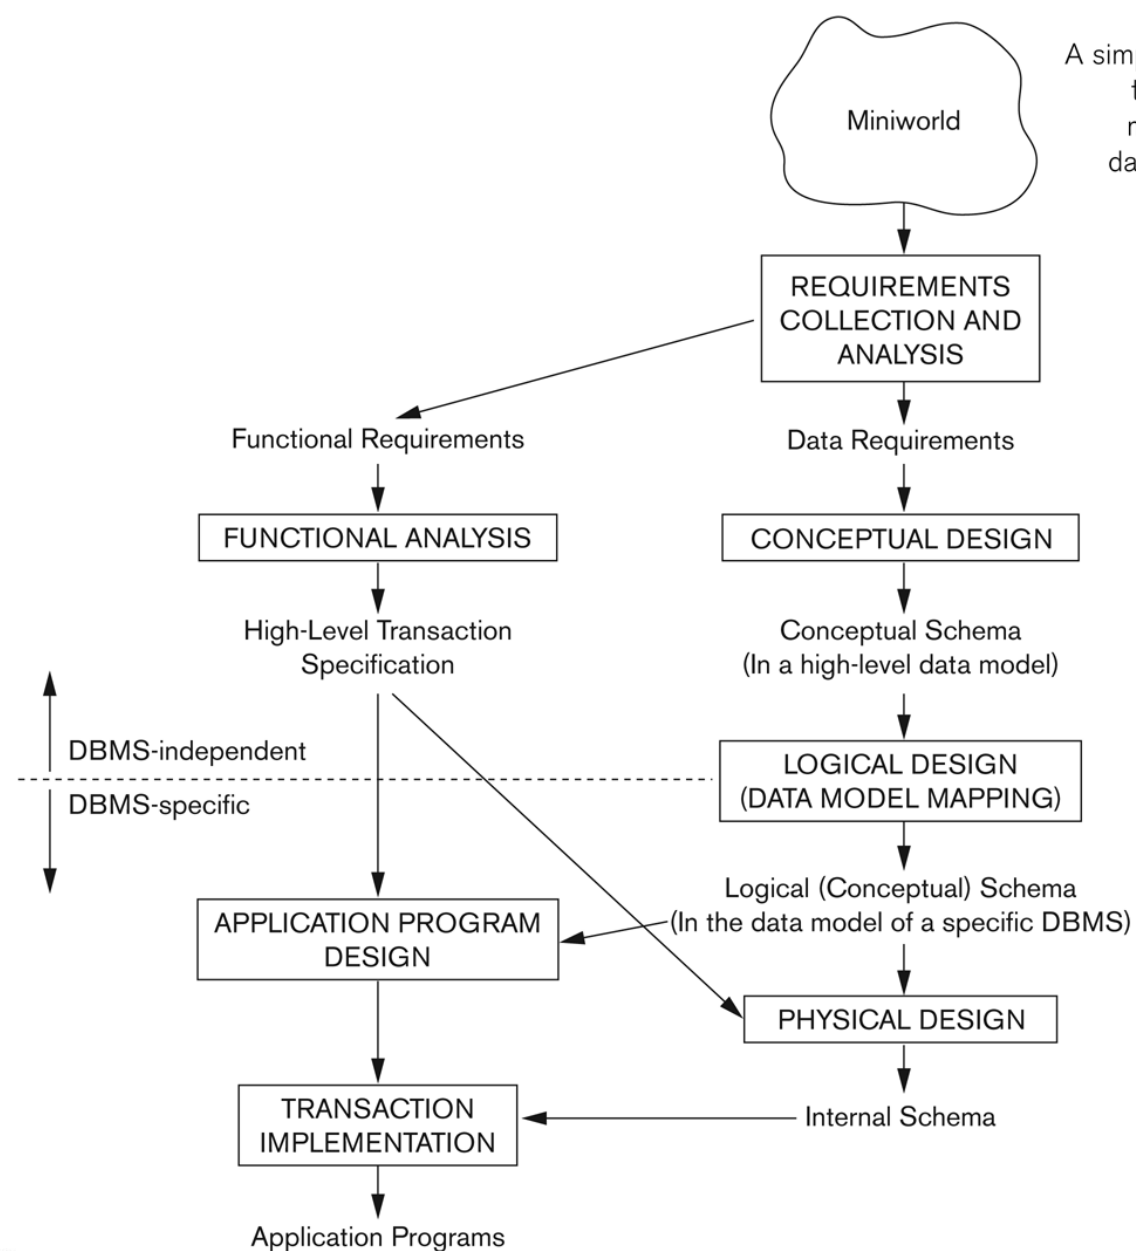 Miniworld
A simp
t
r
da
REQUIREMENTS
COLLECTION AND
ANALYSIS
Functional Requirements
Data Requirements
FUNCTIONAL ANALYSIS
CONCEPTUAL DESIGN
High-Level Transaction
Specification
Conceptual Schema
(In a high-level data model)
DBMS-independent
DBMS-specific
LOGICAL DESIGN
(DATA MODEL MAPPING)
Logical (Conceptual) Schema
(In the data model of a specific DBMS)
APPLICATION PROGRAM
DESIGN
PHYSICAL DESIGN
TRANSACTION
IMPLEMENTATION
Internal Schema
Application Programs